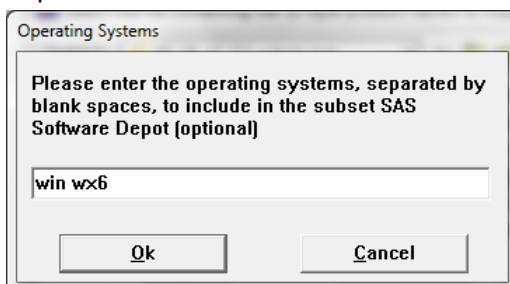 Operating Systems
Please enter the operating systems, separated by
blank spaces, to include in the subset SAS
Software Depot (optional)
win wx6
Ok
Cancel